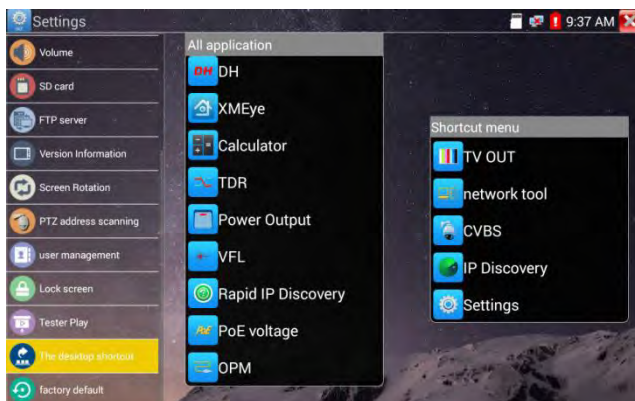 Settings
9:37 AM
Volume
SD card
FTP server
Version Information
Screen Rotation
PTZ address scanning
user management
Lock screen
Tester Play
The desktop shortcut
factory default
All application
DH DH
XMEye
Calculator
TDR
Power Output
VFL
Rapid IP Discovery
PoE PoE voltage
OPM
Shortcut menu
TV OUT
network tool
CVBS
IP Discovery
Settings